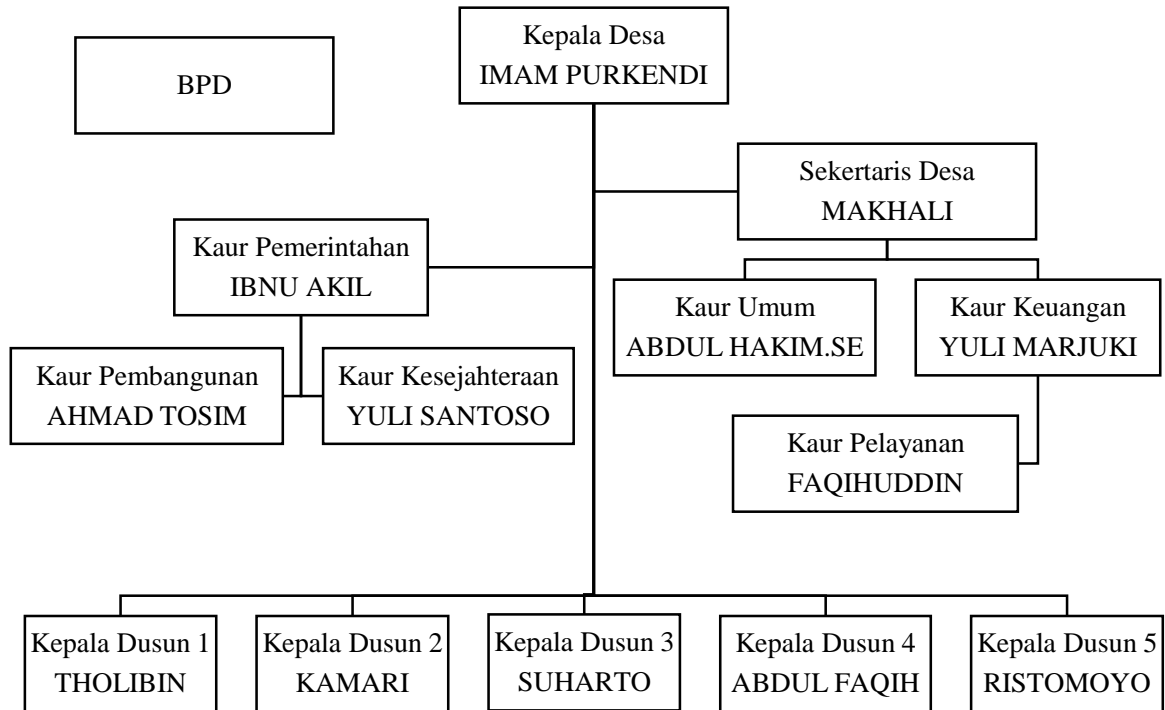 Kepala Desa
IMAM PURKENDI
BPD
Sekertaris Desa
MAKHALI
Kaur Pemerintahan
IBNU AKIL
Kaur Umum
ABDUL HAKIM.SE
Kaur Keuangan
YULI MARJUKI
Kaur Pembangunan
AHMAD TOSIM
Kaur Kesejahteraan
YULI SANTOSO
Kaur Pelayanan
FAQIHUDDIN
Kepala Dusun 1
THOLIBIN
Kepala Dusun 2
KAMARI
Kepala Dusun 3
SUHARTO
Kepala Dusun 4
ABDUL FAQIH
Kepala Dusun 5
RISTOMOYO